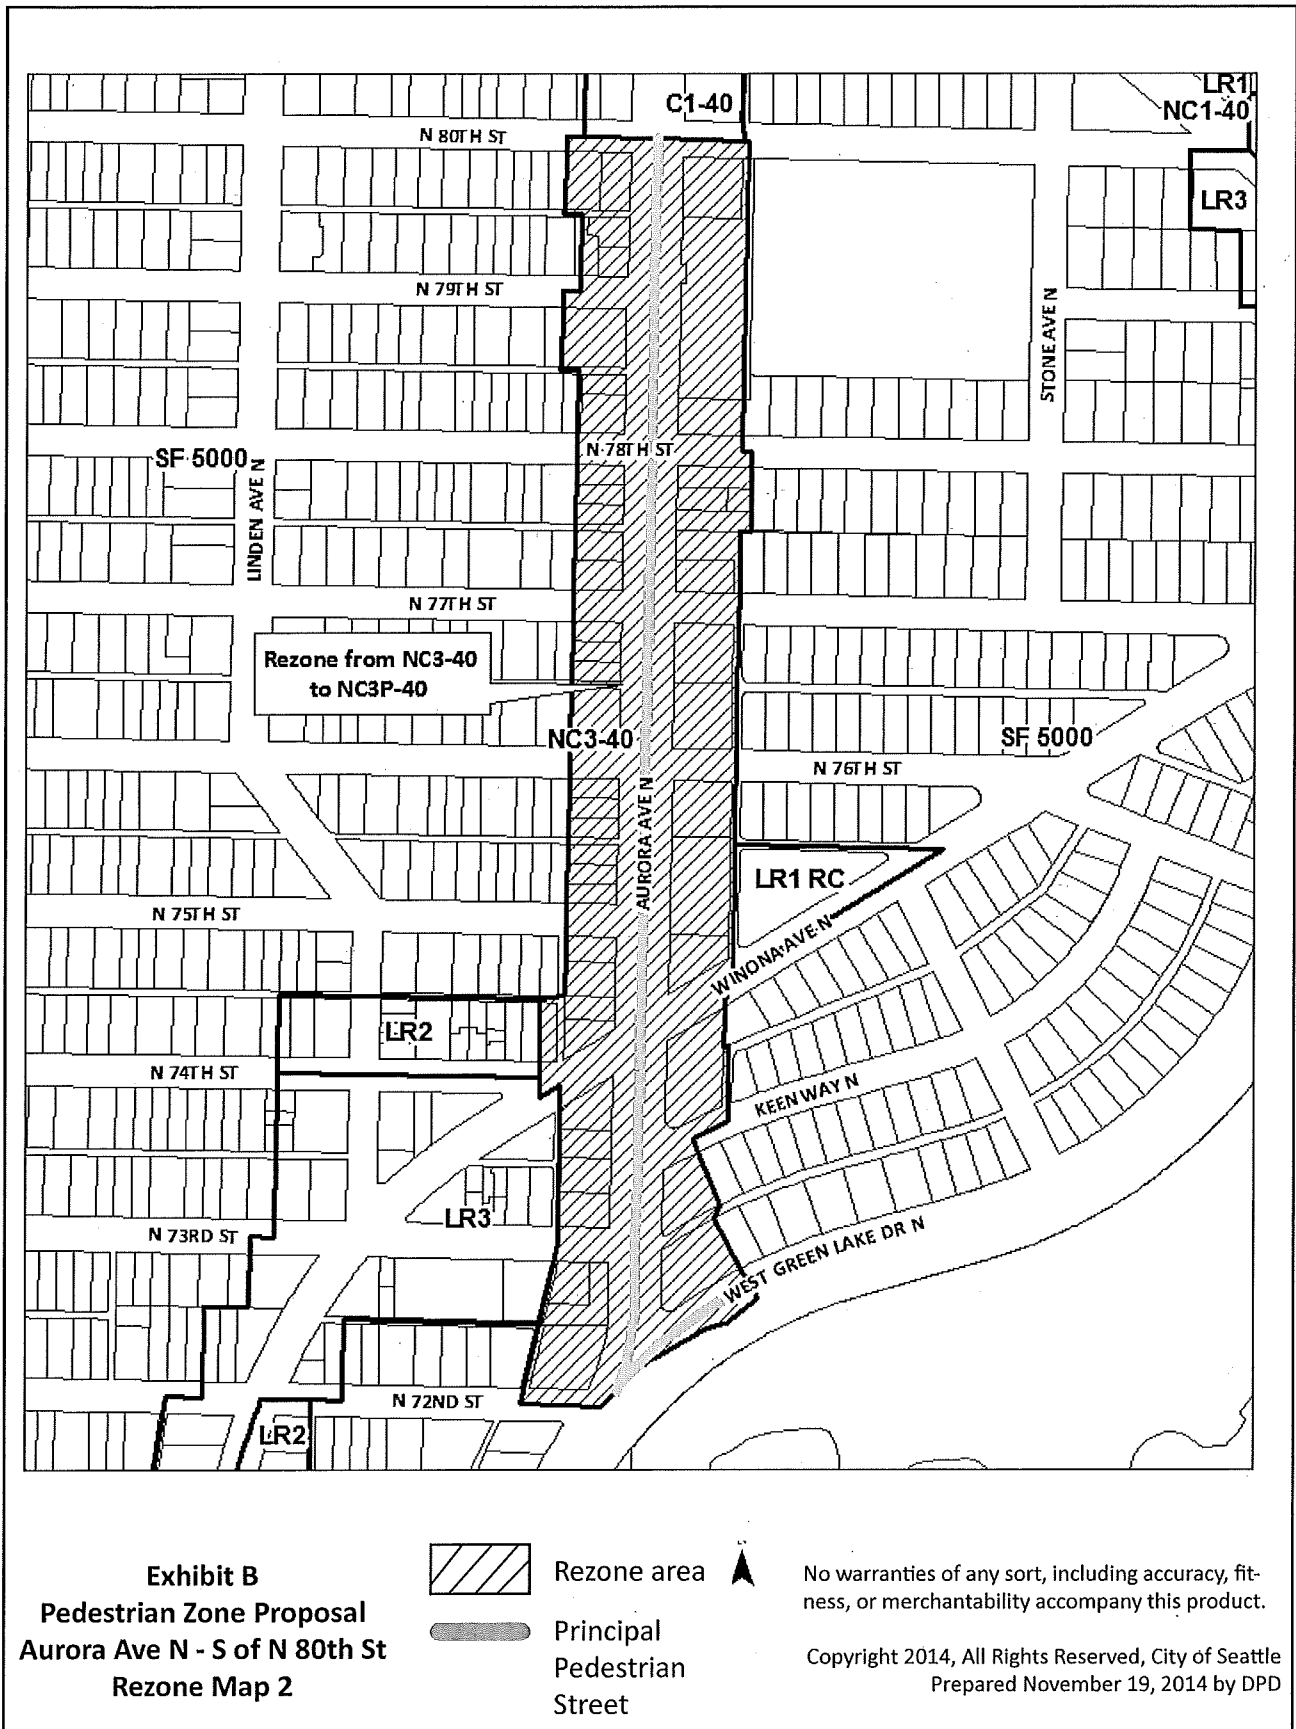 C1-40
LR1
NC1-40
N 80TH ST
LR3
N 79TH ST
STONE AVE N
N 78TH ST
SF 5000
LINDEN AVE N
N 77TH ST
Rezone from NC3-40
to NC3P-40
NC3-40
SF 5000
N 76TH ST
AURORA AVE N
LR1 RC
N 75TH ST
WINONA AVE N
LR2
N 74TH ST
KEEN WAY N
LR3
N 73RD ST
WEST GREEN LAKE DR N
N 72ND ST
LR2
Exhibit B
Pedestrian Zone Proposal
Aurora Ave N - S of N 80th St
Rezone Map 2
Rezone area
Principal
Pedestrian
Street
No warranties of any sort, including accuracy, fit-
ness, or merchantability accompany this product.
Copyright 2014, All Rights Reserved, City of Seattle
Prepared November 19, 2014 by DPD